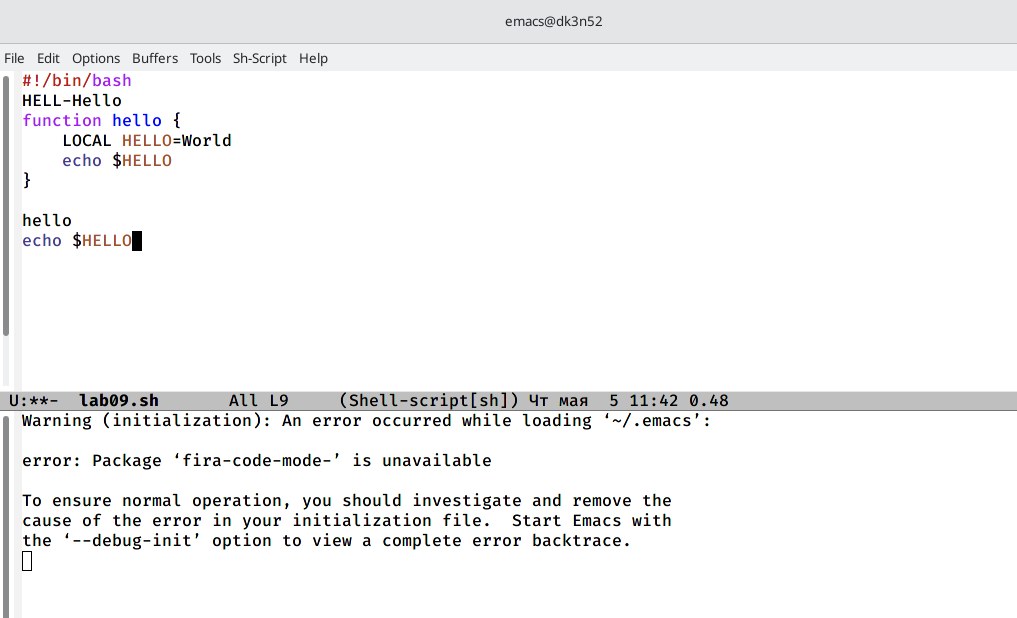 emacs@dk3n52
File Edit Options Buffers Tools Sh-Script Help
#!/bin/bash
HELL-Hello
function hello {
    LOCAL HELLO=World
    echo $HELLO
}
hello
echo $HELLO
U:**-  lab09.sh       All L9     (Shell-script[sh]) Чт мая  5 11:42 0.48
Warning (initialization): An error occurred while loading ‘~/.emacs’:
error: Package ‘fira-code-mode-’ is unavailable
To ensure normal operation, you should investigate and remove the
cause of the error in your initialization file.  Start Emacs with
the ‘--debug-init’ option to view a complete error backtrace.